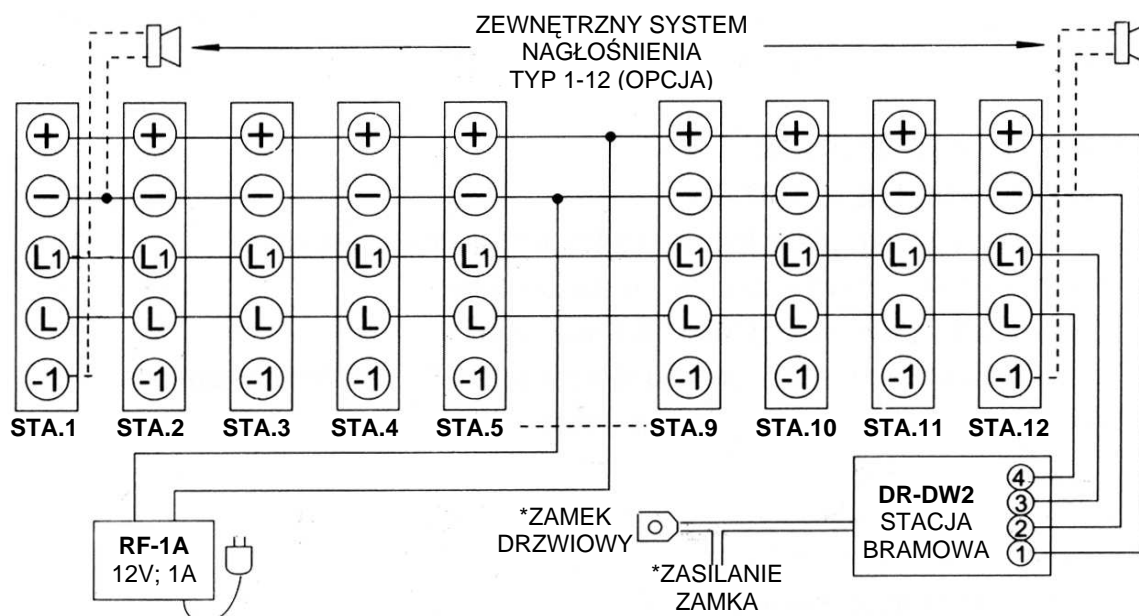 ZEWNĘTRZNY SYSTEM
NAGŁOŚNIENIA
TYP 1-12 (OPCJA)
+ + + + + + + + +
− − − − − − − − −
L1 L1 L1 L1 L1 L1 L1 L1 L1
L L L L L L L L L
-1 -1 -1 -1 -1 -1 -1 -1 -1
STA.1 STA.2 STA.3 STA.4 STA.5 STA.9 STA.10 STA.11 STA.12
RF-1A
12V; 1A
*ZAMEK
DRZWIOWY
*ZASILANIE
ZAMKA
DR-DW2
STACJA
BRAMOWA
4
3
2
1